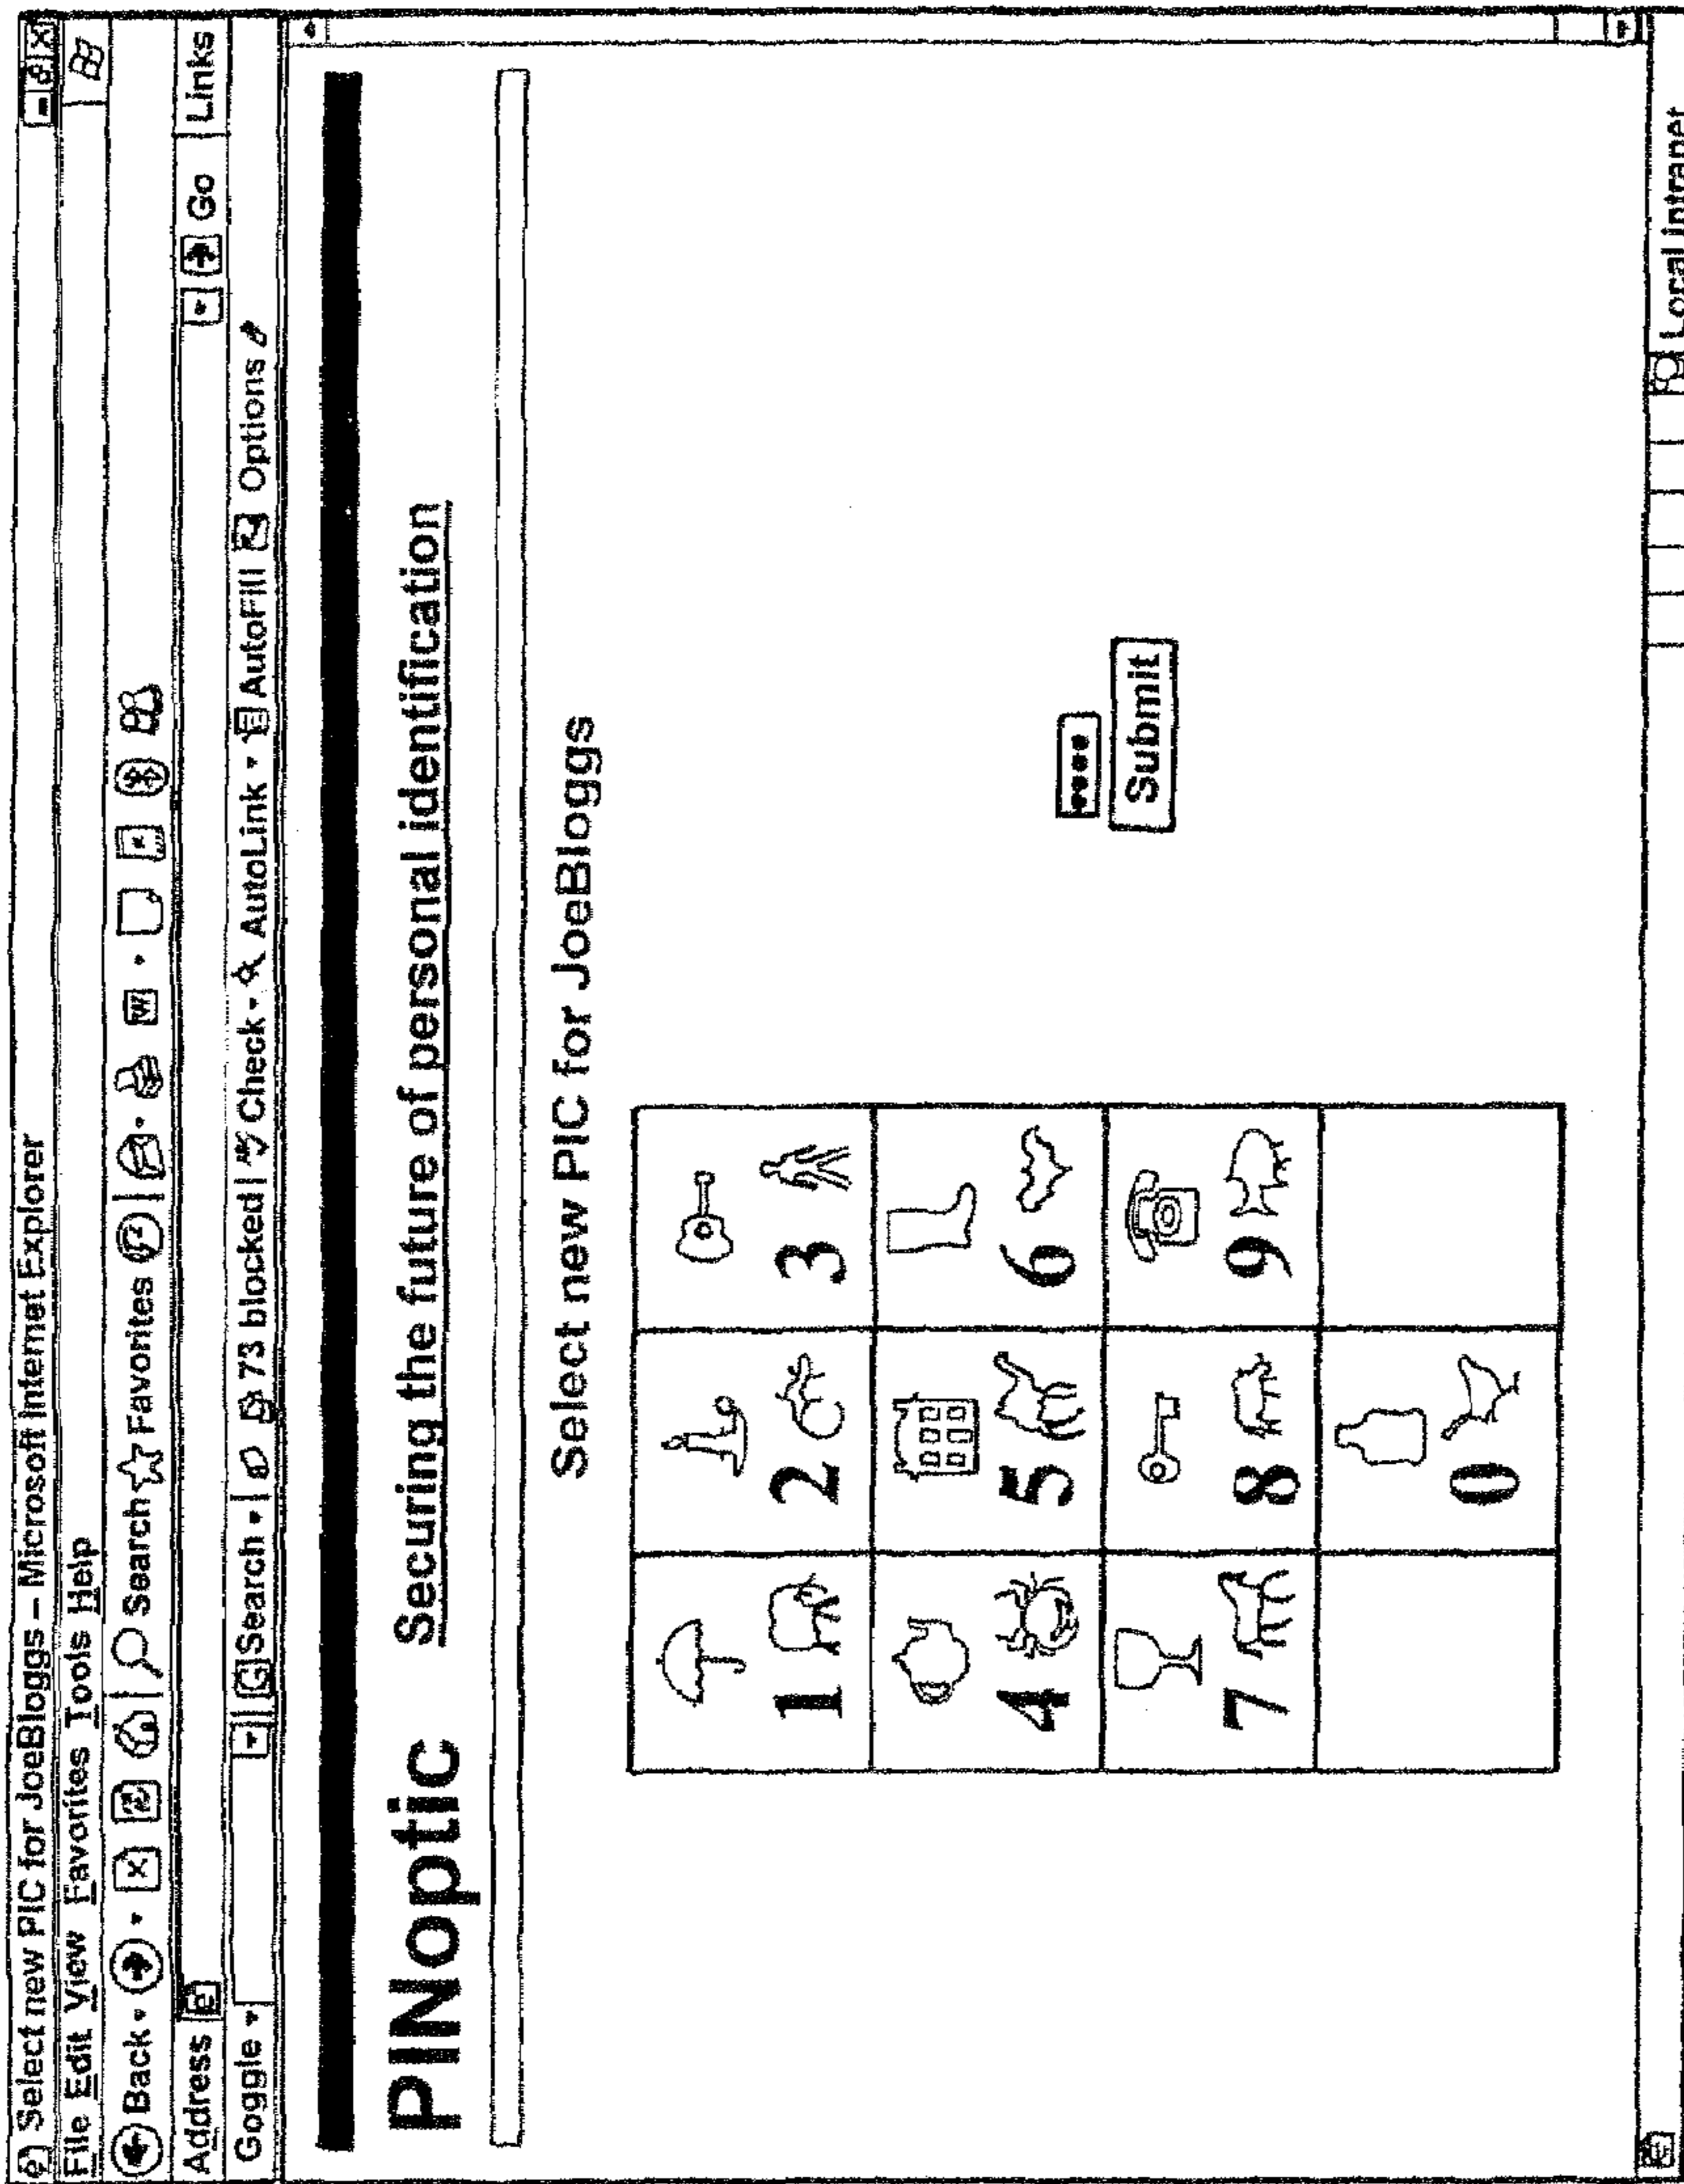 Select new PIC for JoeBloggs – Microsoft Internet Explorer
File Edit View Favorites Tools Help
Back Search Favorites W
Address Go Links
Goggle G Search 73 blocked Check AutoLink AutoFill Options
PINoptic Securing the future of personal identification
Select new PIC for JoeBloggs
1 2 3
4 5 6
7 8 9
0
Submit
Local intranet